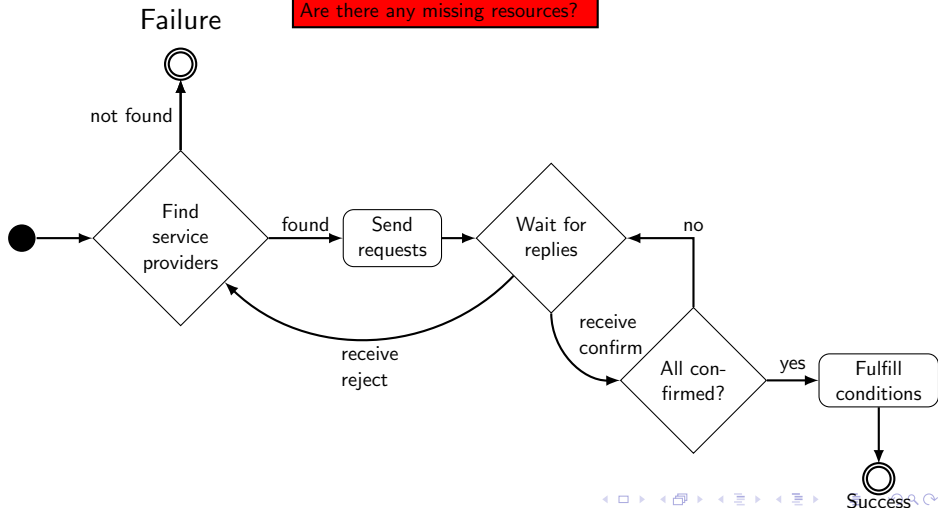 Are there any missing resources?
Failure
not found
Find
service
providers
found
Send
requests
Wait for
replies
no
receive
reject
receive
confirm
All con-
firmed?
yes
Fulfill
conditions
Success